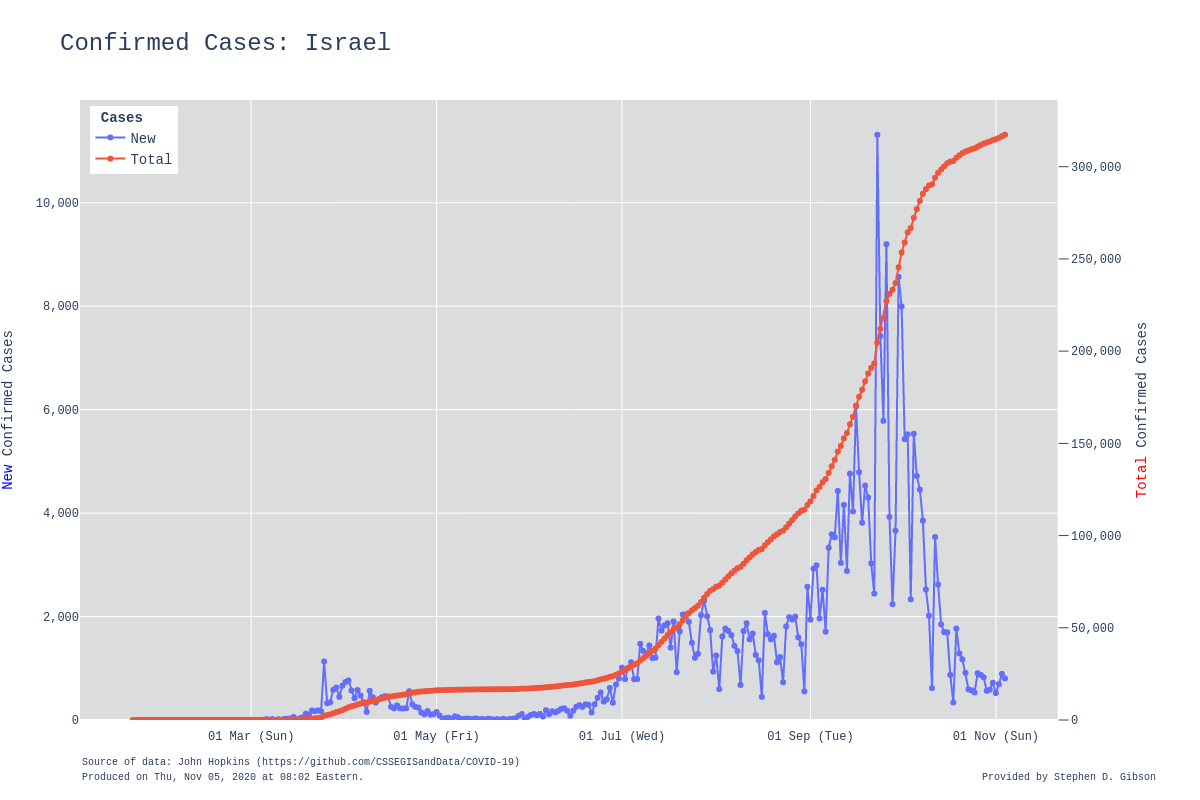 Confirmed Cases: Israel
Cases
New
Total
10,000
8,000
6,000
4,000
2,000
0
New Confirmed Cases
300,000
250,000
200,000
150,000
100,000
50,000
0
Total Confirmed Cases
01 Mar (Sun)
01 May (Fri)
01 Jul (Wed)
01 Sep (Tue)
01 Nov (Sun)
Source of data: John Hopkins (https://github.com/CSSEGISandData/COVID-19)
Produced on Thu, Nov 05, 2020 at 08:02 Eastern.
Provided by Stephen D. Gibson